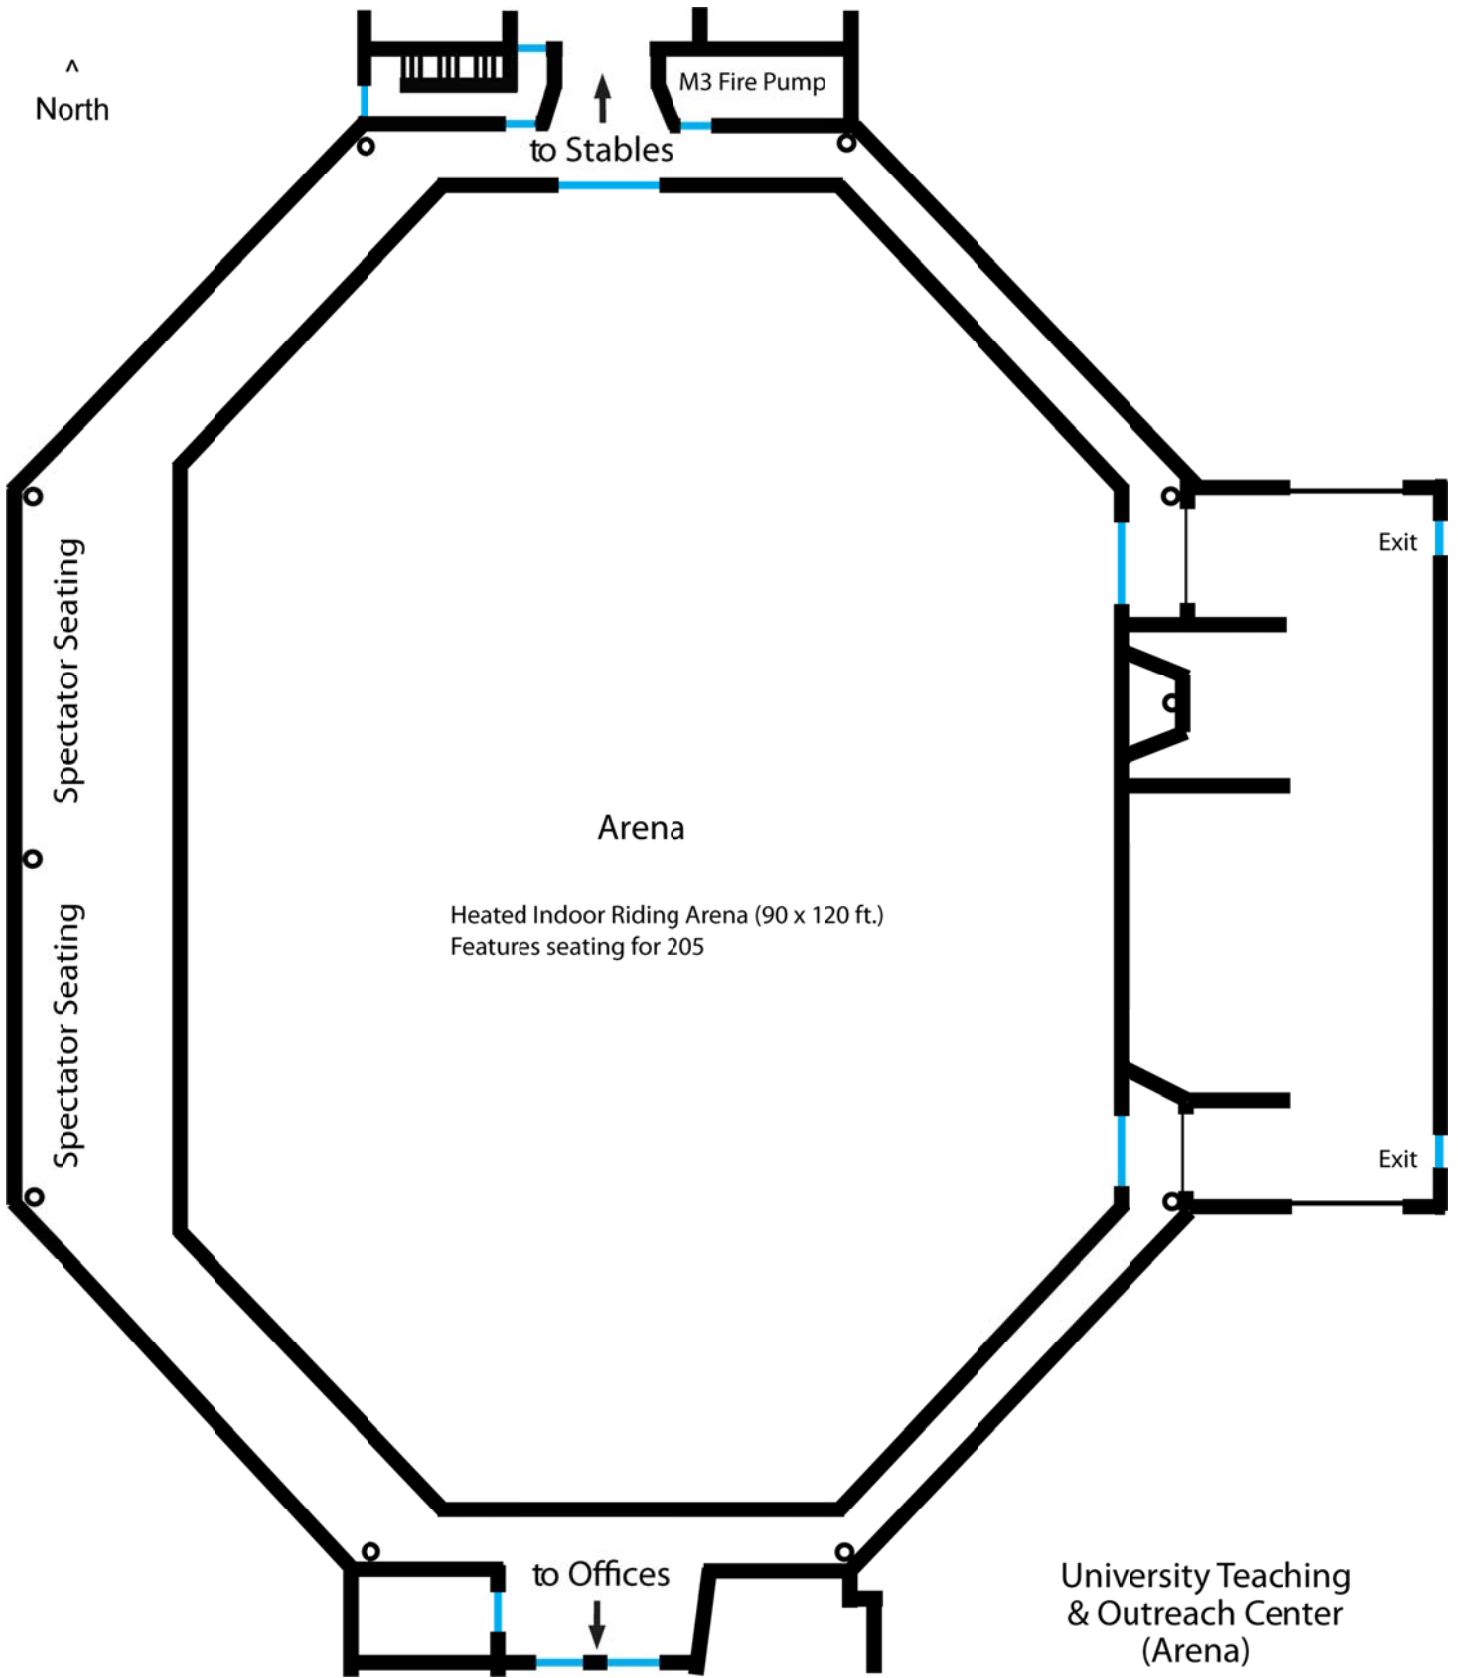 ^
North
M3 Fire Pump
to Stables
Exit
Spectator Seating
Arena
Heated Indoor Riding Arena (90 x 120 ft.)
Features seating for 205
Spectator Seating
Exit
to Offices
University Teaching
& Outreach Center
(Arena)